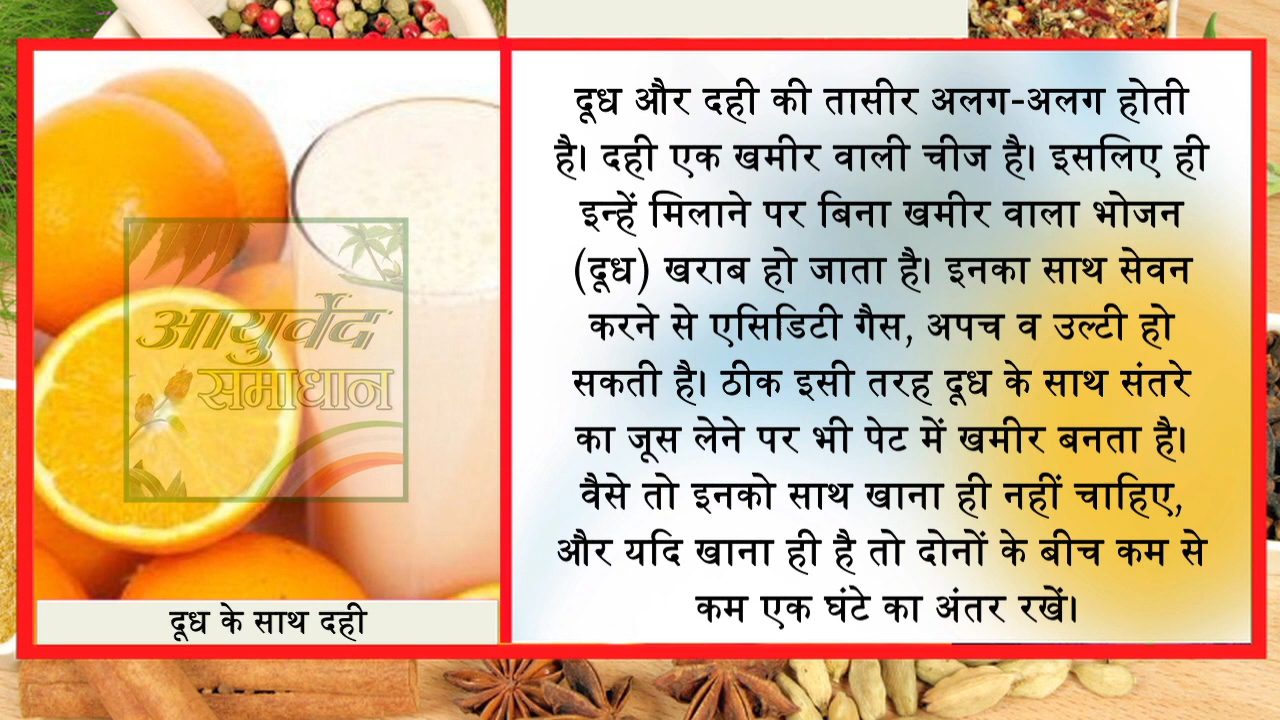 दूध और दही की तासीर अलग-अलग होती
है। दही एक खमीर वाली चीज है। इसलिए ही
इन्हें मिलाने पर बिना खमीर वाला भोजन
(दूध) खराब हो जाता है। इनका साथ सेवन
करने से एसिडिटी गैस, अपच व उल्टी हो
सकती है। ठीक इसी तरह दूध के साथ संतरे
का जूस लेने पर भी पेट में खमीर बनता है।
वैसे तो इनको साथ खाना ही नहीं चाहिए,
और यदि खाना ही है तो दोनों के बीच कम से
कम एक घंटे का अंतर रखें।
आयुर्वेद
समाधान
दूध के साथ दही